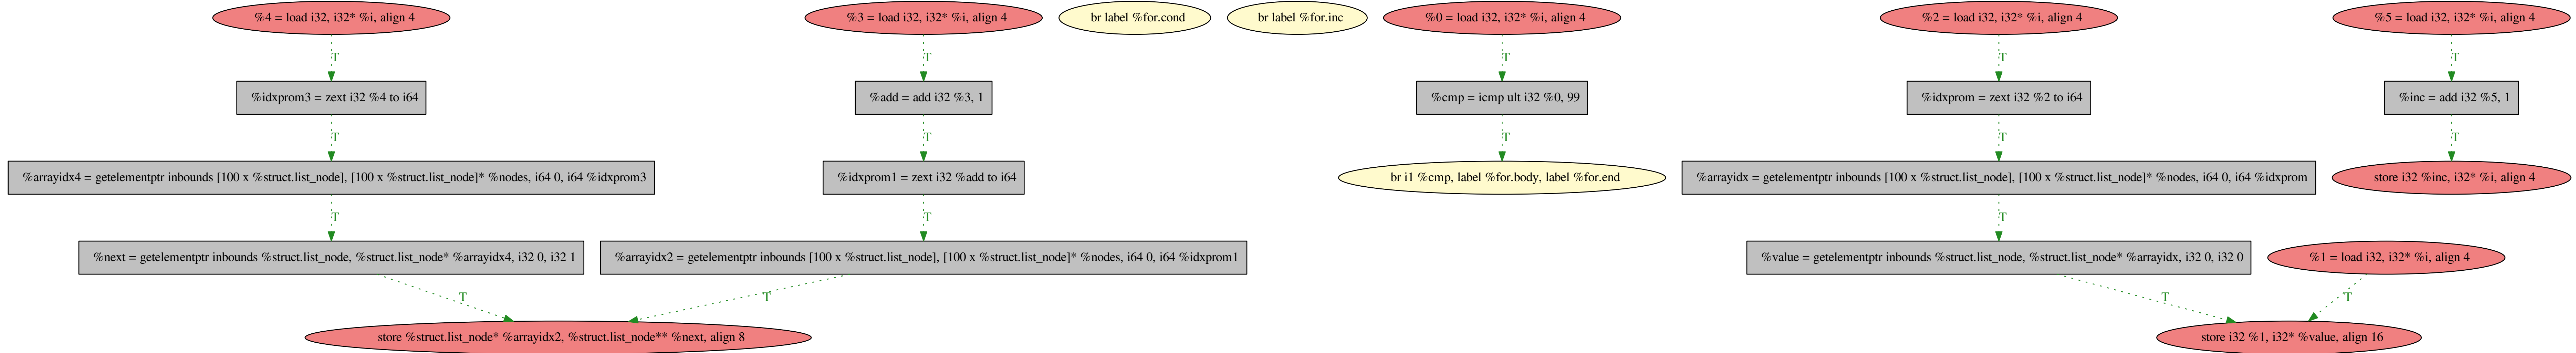 %4 = load i32, i32* %i, align 4
%3 = load i32, i32* %i, align 4
br label %for.cond
br label %for.inc
%0 = load i32, i32* %i, align 4
%2 = load i32, i32* %i, align 4
%5 = load i32, i32* %i, align 4
T
T
T
T
T
%idxprom3 = zext i32 %4 to i64
%add = add i32 %3, 1
%cmp = icmp ult i32 %0, 99
%idxprom = zext i32 %2 to i64
%inc = add i32 %5, 1
T
T
T
T
T
%arrayidx4 = getelementptr inbounds [100 x %struct.list_node], [100 x %struct.list_node]* %nodes, i64 0, i64 %idxprom3
%idxprom1 = zext i32 %add to i64
br i1 %cmp, label %for.body, label %for.end
%arrayidx = getelementptr inbounds [100 x %struct.list_node], [100 x %struct.list_node]* %nodes, i64 0, i64 %idxprom
store i32 %inc, i32* %i, align 4
T
T
T
%next = getelementptr inbounds %struct.list_node, %struct.list_node* %arrayidx4, i32 0, i32 1
%arrayidx2 = getelementptr inbounds [100 x %struct.list_node], [100 x %struct.list_node]* %nodes, i64 0, i64 %idxprom1
%value = getelementptr inbounds %struct.list_node, %struct.list_node* %arrayidx, i32 0, i32 0
%1 = load i32, i32* %i, align 4
T
T
T
T
store %struct.list_node* %arrayidx2, %struct.list_node** %next, align 8
store i32 %1, i32* %value, align 16